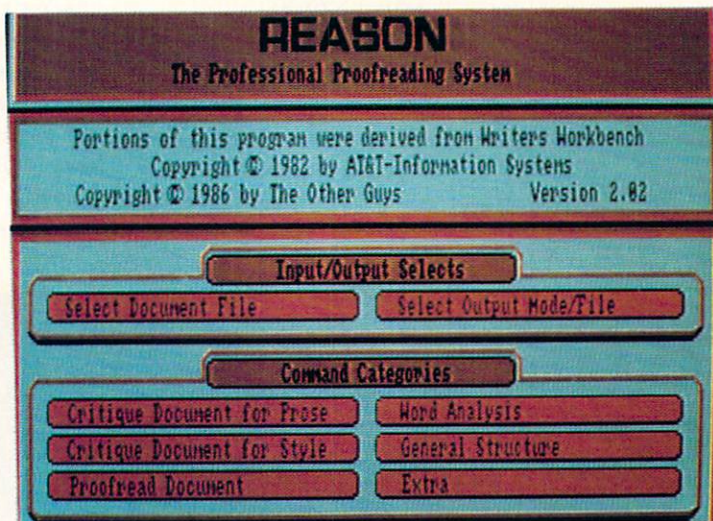 REASON
The Professional Proofreading System
Portions of this program were derived from Writers Workbench
Copyright © 1982 by AT&T-Information Systems
Copyright © 1986 by The Other Guys Version 2.02
Input/Output Selects
Select Document File Select Output Mode/File
Command Categories
Critique Document for Prose Word Analysis
Critique Document for Style General Structure
Proofread Document Extra